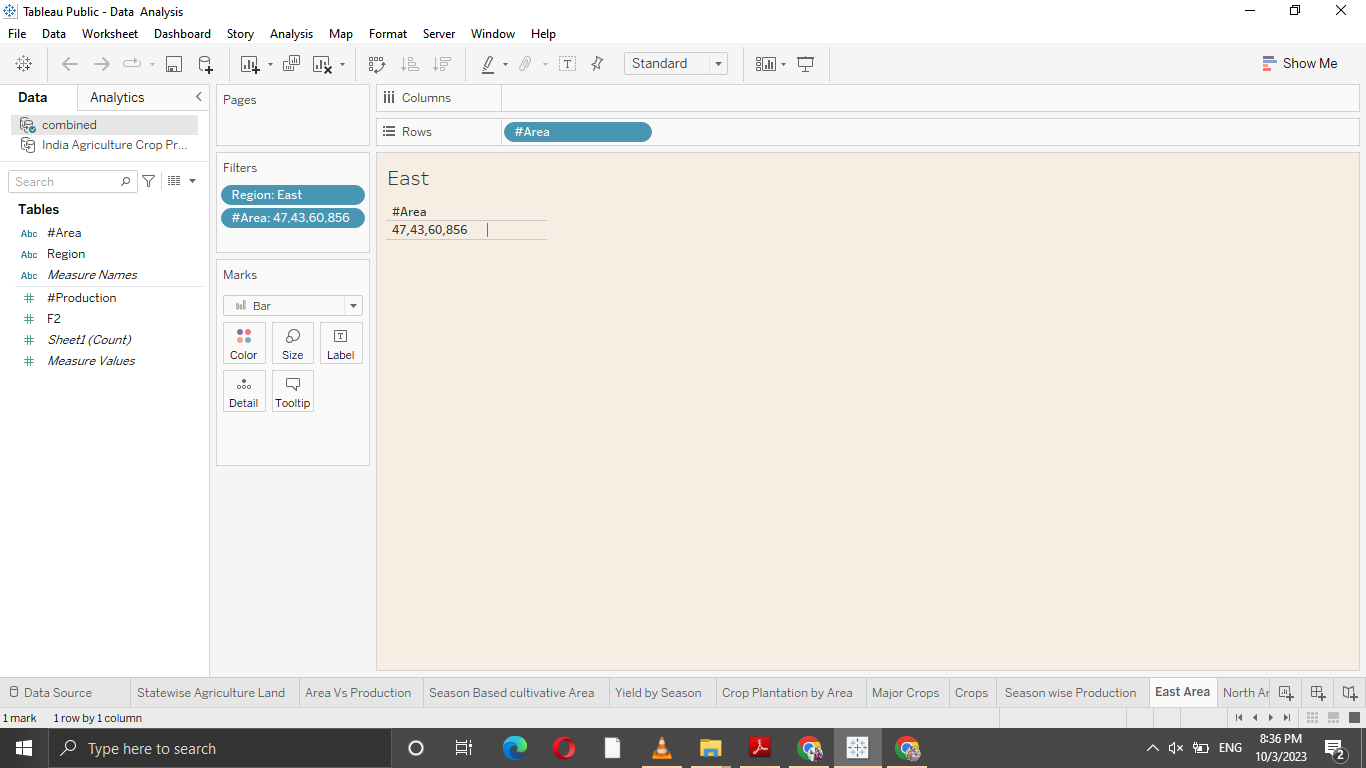 Tableau Public - Data  Analysis
File Data Worksheet Dashboard Story Analysis Map Format Server Window Help
Standard
Show Me
Data Analytics
combined
India Agriculture Crop Pr...
Search
Tables
Abc #Area
Abc Region
Abc Measure Names
# #Production
# F2
# Sheet1 (Count)
# Measure Values
Pages
Filters
Region: East
#Area: 47,43,60,856
Marks
Bar
Color Size Label
Detail Tooltip
Columns
Rows #Area
East
#Area
47,43,60,856
Data Source Statewise Agriculture Land Area Vs Production Season Based cultivative Area Yield by Season Crop Plantation by Area Major Crops Crops Season wise Production East Area North Ar
1 mark 1 row by 1 column
Type here to search
ENG
8:36 PM
10/3/2023
2